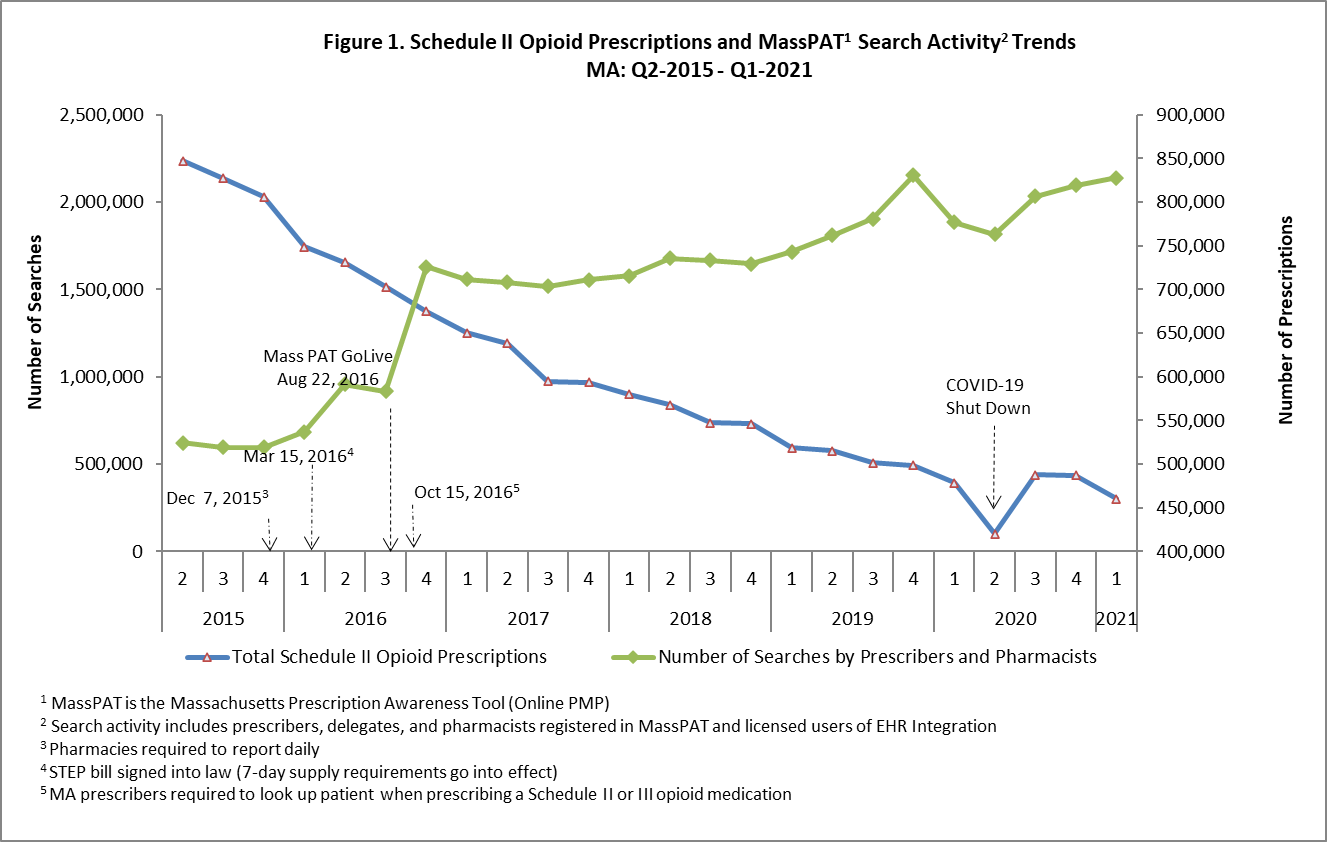 Figure 1. Schedule II Opioid Prescriptions and MassPAT¹ Search Activity² Trends
MA: Q2-2015 - Q1-2021
Number of Searches
2,500,000
2,000,000
1,500,000
1,000,000
500,000
0
900,000
850,000
800,000
750,000
700,000
650,000
600,000
550,000
500,000
450,000
400,000
Number of Prescriptions
Mass PAT GoLive
Aug 22, 2016
Mar 15, 2016⁴
Dec 7, 2015³
Oct 15, 2016⁵
COVID-19
Shut Down
2 3 4 1 2 3 4 1 2 3 4 1 2 3 4 1 2 3 4 1 2 3 4 1
2015 2016 2017 2018 2019 2020 2021
Total Schedule II Opioid Prescriptions
Number of Searches by Prescribers and Pharmacists
¹ MassPAT is the Massachusetts Prescription Awareness Tool (Online PMP)
² Search activity includes prescribers, delegates, and pharmacists registered in MassPAT and licensed users of EHR Integration
³ Pharmacies required to report daily
⁴ STEP bill signed into law (7-day supply requirements go into effect)
⁵ MA prescribers required to look up patient when prescribing a Schedule II or III opioid medication